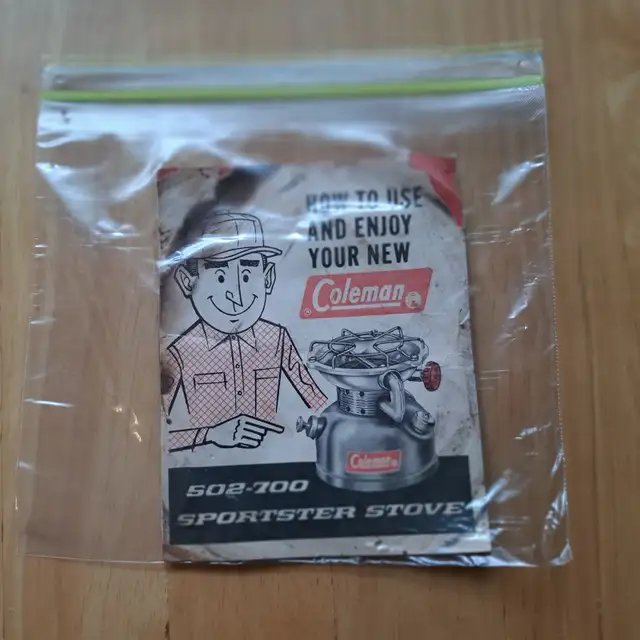 HOW TO USE
AND ENJOY
YOUR NEW
Coleman
Coleman
502-700
SPORTSTER STOVE